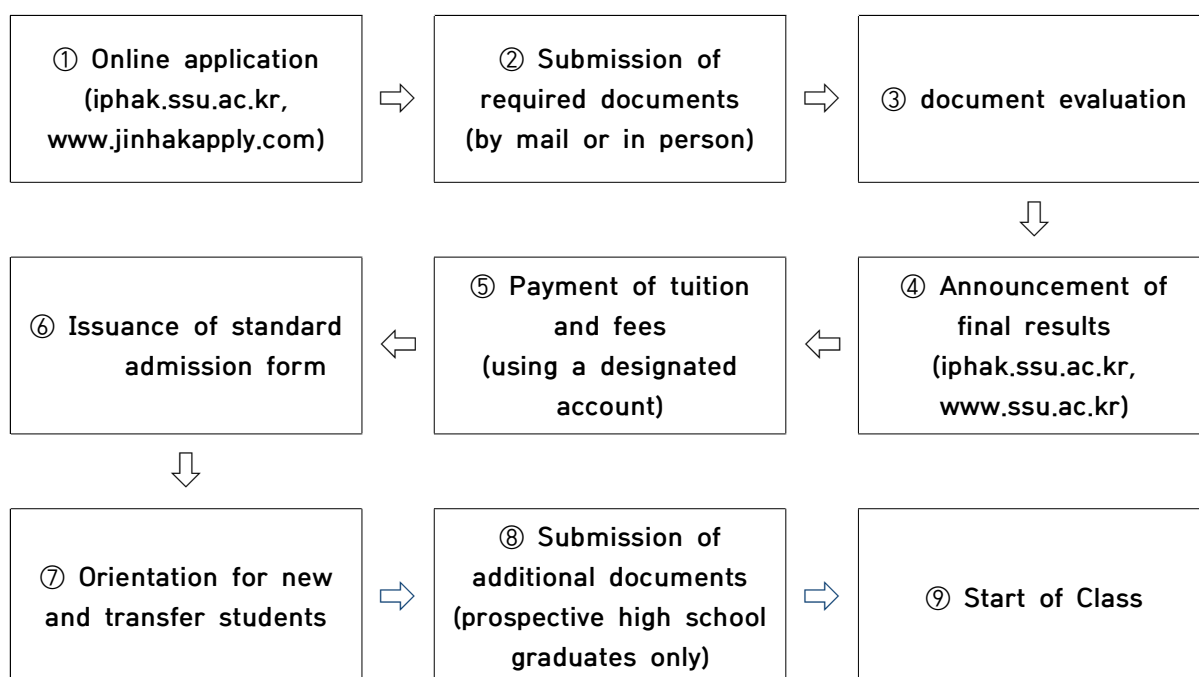 ① Online application
(iphak.ssu.ac.kr,
www.jinhakapply.com)
② Submission of
required documents
(by mail or in person)
③ document evaluation
④ Announcement of
final results
(iphak.ssu.ac.kr,
www.ssu.ac.kr)
⑤ Payment of tuition
and fees
(using a designated
account)
⑥ Issuance of standard
admission form
⑦ Orientation for new
and transfer students
⑧ Submission of
additional documents
(prospective high school
graduates only)
⑨ Start of Class